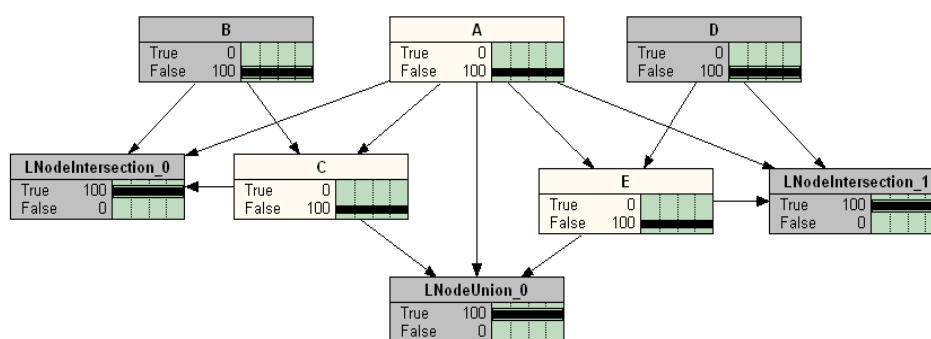 B
True 0
False 100
A
True 0
False 100
D
True 0
False 100
LNodeIntersection_0
True 100
False 0
C
True 0
False 100
E
True 0
False 100
LNodeIntersection_1
True 100
False 0
LNodeUnion_0
True 100
False 0